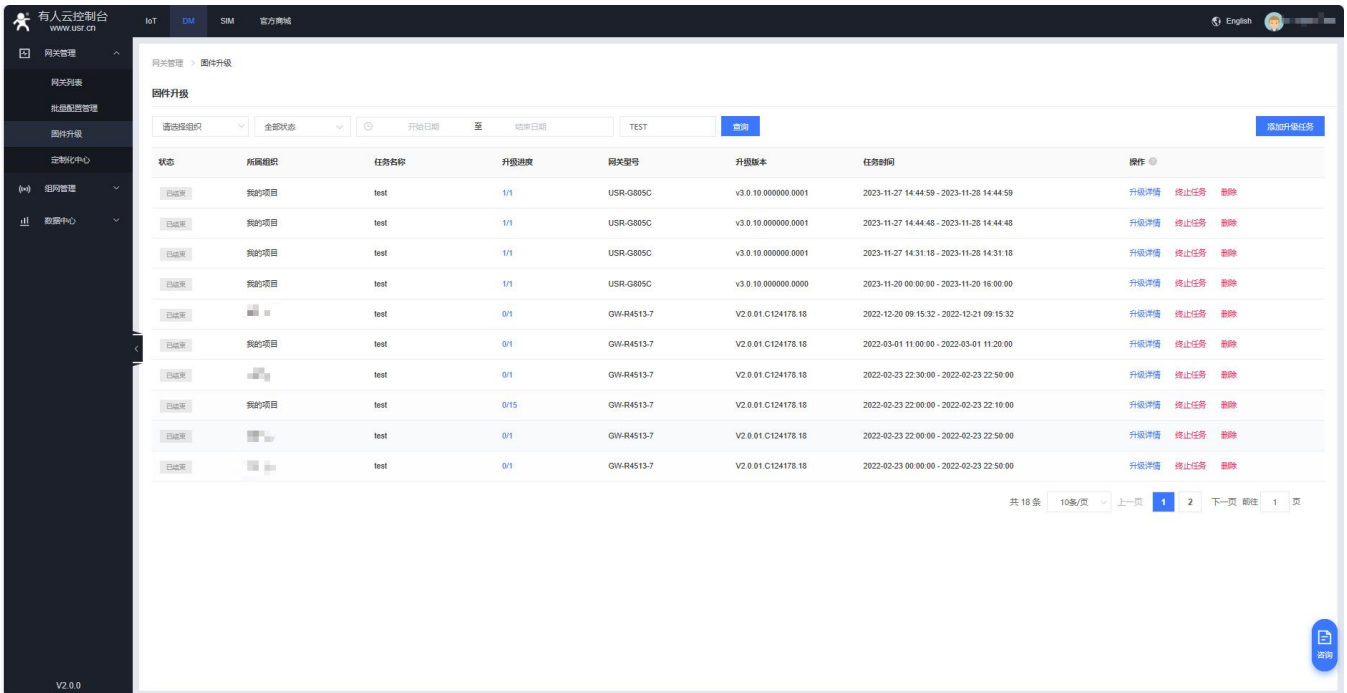 有人云控制台
www.usr.cn
IoT DM SIM 官方商城 English
网关管理
网关列表
批量配置管理
固件升级
定制化中心
组网管理
数据中心
V2.0.0
网关管理 > 固件升级
固件升级
请选择组织 全部状态 开始日期 至 结束日期 TEST 查询 添加升级任务
状态 所属组织 任务名称 升级进度 网关型号 升级版本 任务时间 操作
已结束 我的项目 test 1/1 USR-G805C v3.0.10.000000.0001 2023-11-27 14:44:59 - 2023-11-28 14:44:59 升级详情 终止任务 删除
已结束 我的项目 test 1/1 USR-G805C v3.0.10.000000.0001 2023-11-27 14:44:48 - 2023-11-28 14:44:48 升级详情 终止任务 删除
已结束 我的项目 test 1/1 USR-G805C v3.0.10.000000.0001 2023-11-27 14:31:18 - 2023-11-28 14:31:18 升级详情 终止任务 删除
已结束 我的项目 test 1/1 USR-G805C v3.0.10.000000.0000 2023-11-20 00:00:00 - 2023-11-20 16:00:00 升级详情 终止任务 删除
已结束 test 0/1 GW-R4513-7 V2.0.01.C124178.18 2022-12-20 09:15:32 - 2022-12-21 09:15:32 升级详情 终止任务 删除
已结束 我的项目 test 0/1 GW-R4513-7 V2.0.01.C124178.18 2022-03-01 11:00:00 - 2022-03-01 11:20:00 升级详情 终止任务 删除
已结束 test 0/1 GW-R4513-7 V2.0.01.C124178.18 2022-02-23 22:30:00 - 2022-02-23 22:50:00 升级详情 终止任务 删除
已结束 我的项目 test 0/15 GW-R4513-7 V2.0.01.C124178.18 2022-02-23 22:00:00 - 2022-02-23 22:10:00 升级详情 终止任务 删除
已结束 test 0/1 GW-R4513-7 V2.0.01.C124178.18 2022-02-23 22:00:00 - 2022-02-23 22:50:00 升级详情 终止任务 删除
已结束 test 0/1 GW-R4513-7 V2.0.01.C124178.18 2022-02-23 00:00:00 - 2022-02-23 22:50:00 升级详情 终止任务 删除
共 18 条 10条/页 上一页 1 2 下一页 前往 1 页
咨询